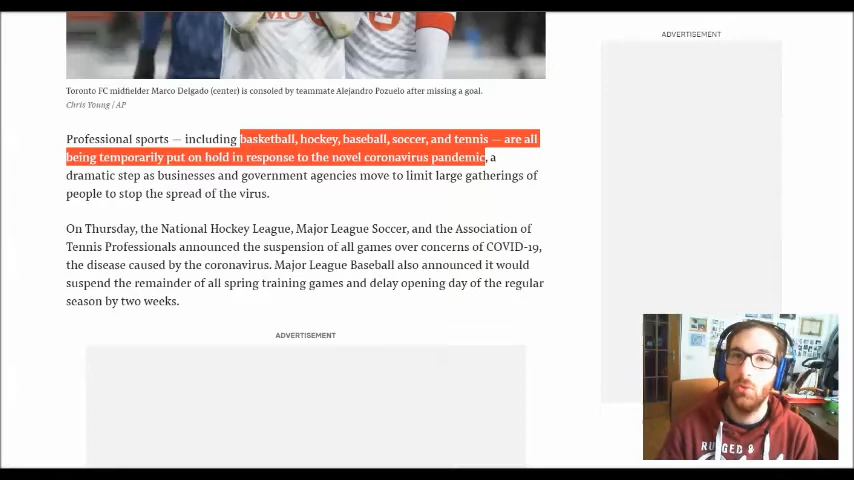 MO
ADVERTISEMENT
Toronto FC midfielder Marco Delgado (center) is consoled by teammate Alejandro Pozuelo after missing a goal.
Chris Young / AP
Professional sports — including basketball, hockey, baseball, soccer, and tennis — are all
being temporarily put on hold in response to the novel coronavirus pandemic, a
dramatic step as businesses and government agencies move to limit large gatherings of
people to stop the spread of the virus.
On Thursday, the National Hockey League, Major League Soccer, and the Association of
Tennis Professionals announced the suspension of all games over concerns of COVID-19,
the disease caused by the coronavirus. Major League Baseball also announced it would
suspend the remainder of all spring training games and delay opening day of the regular
season by two weeks.
ADVERTISEMENT
RUGGED &